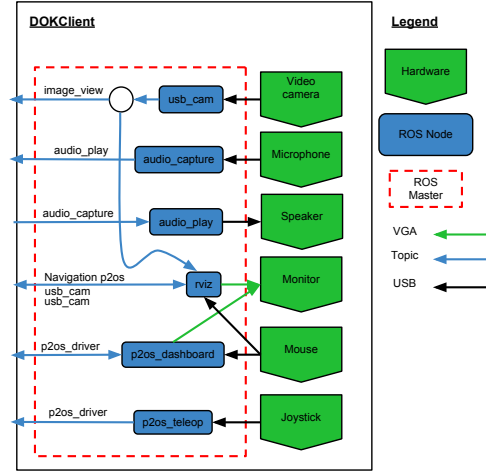 DOKClient
Legend
image_view
usb_cam
Video
camera
Hardware
ROS Node
audio_play
audio_capture
Microphone
ROS
Master
audio_capture
audio_play
Speaker
VGA
Topic
USB
Navigation p2os
usb_cam
usb_cam
rviz
Monitor
p2os_driver
p2os_dashboard
Mouse
p2os_driver
p2os_teleop
Joystick